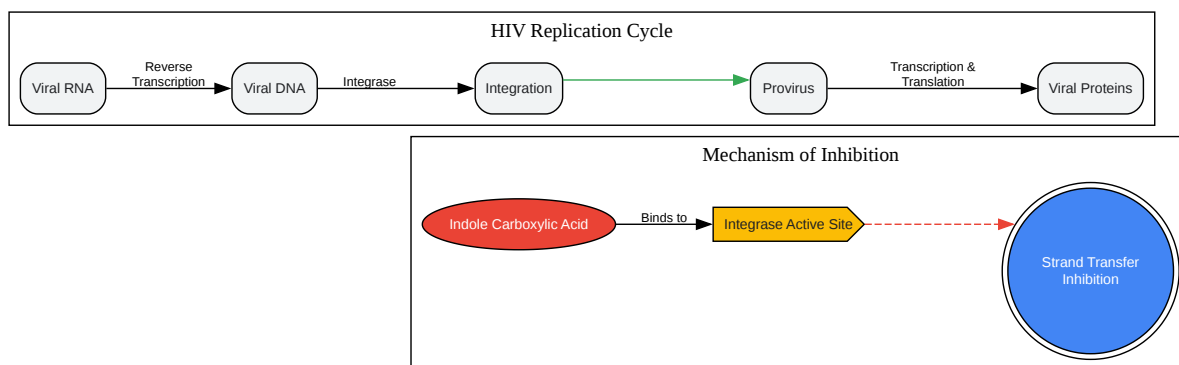 HIV Replication Cycle
Viral RNA
Reverse
Transcription
Viral DNA
Integrase
Integration
Provirus
Transcription &
Translation
Viral Proteins
Mechanism of Inhibition
Indole Carboxylic Acid
Binds to
Integrase Active Site
Strand Transfer
Inhibition